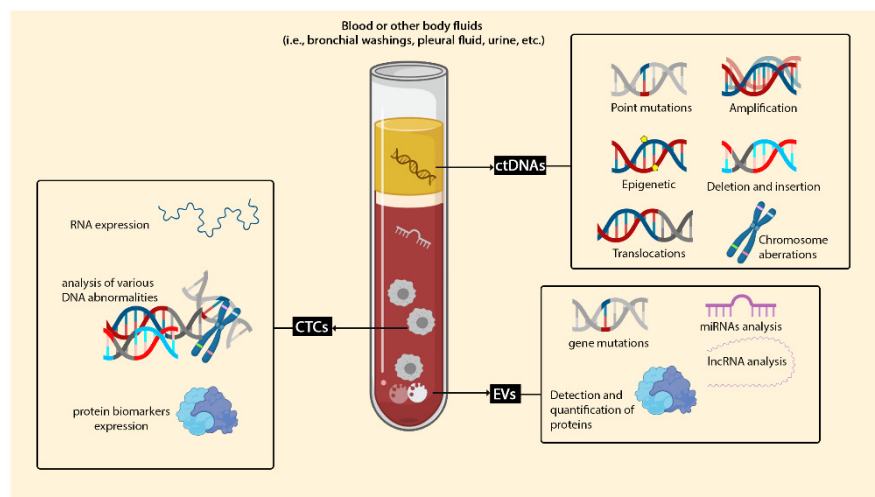 Blood or other body fluids
(i.e., bronchial washings, pleural fluid, urine, etc.)
ctDNAs
Point mutations
Amplification
Epigenetic
Deletion and insertion
Translocations
Chromosome
aberrations
RNA expression
analysis of various
DNA abnormalities
protein biomarkers
expression
CTCs
EVs
gene mutations
miRNAs analysis
lncRNA analysis
Detection and
quantification of
proteins